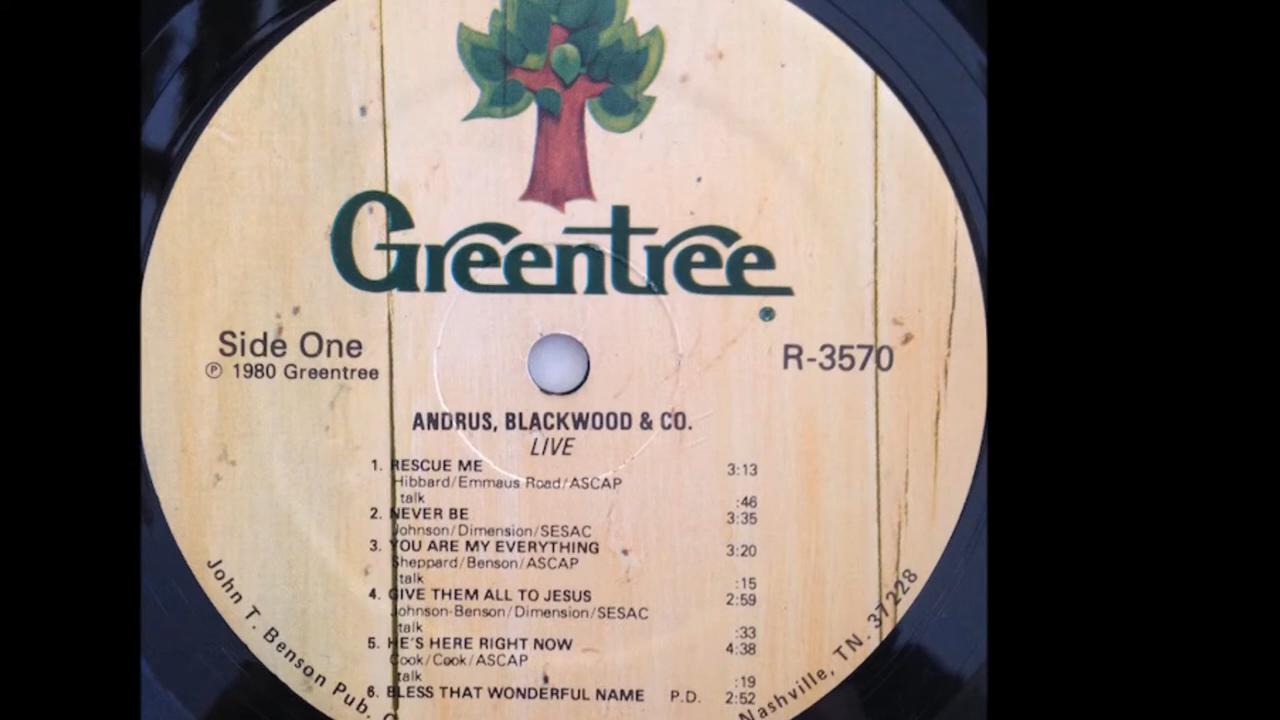 Greentree
®
Side One
R-3570
℗ 1980 Greentree
ANDRUS, BLACKWOOD & CO.
LIVE
1. RESCUE ME 3:13
Hibbard/Emmaus Road/ASCAP
talk :46
2. NEVER BE 3:35
Johnson/Dimension/SESAC
3. YOU ARE MY EVERYTHING 3:20
Sheppard/Benson/ASCAP
talk :15
4. GIVE THEM ALL TO JESUS 2:59
Johnson-Benson/Dimension/SESAC
talk :33
5. HE'S HERE RIGHT NOW 4:38
Cook/Cook/ASCAP
talk :19
6. BLESS THAT WONDERFUL NAME P.D. 2:52
John T. Benson Pub.
Nashville, TN. 37228